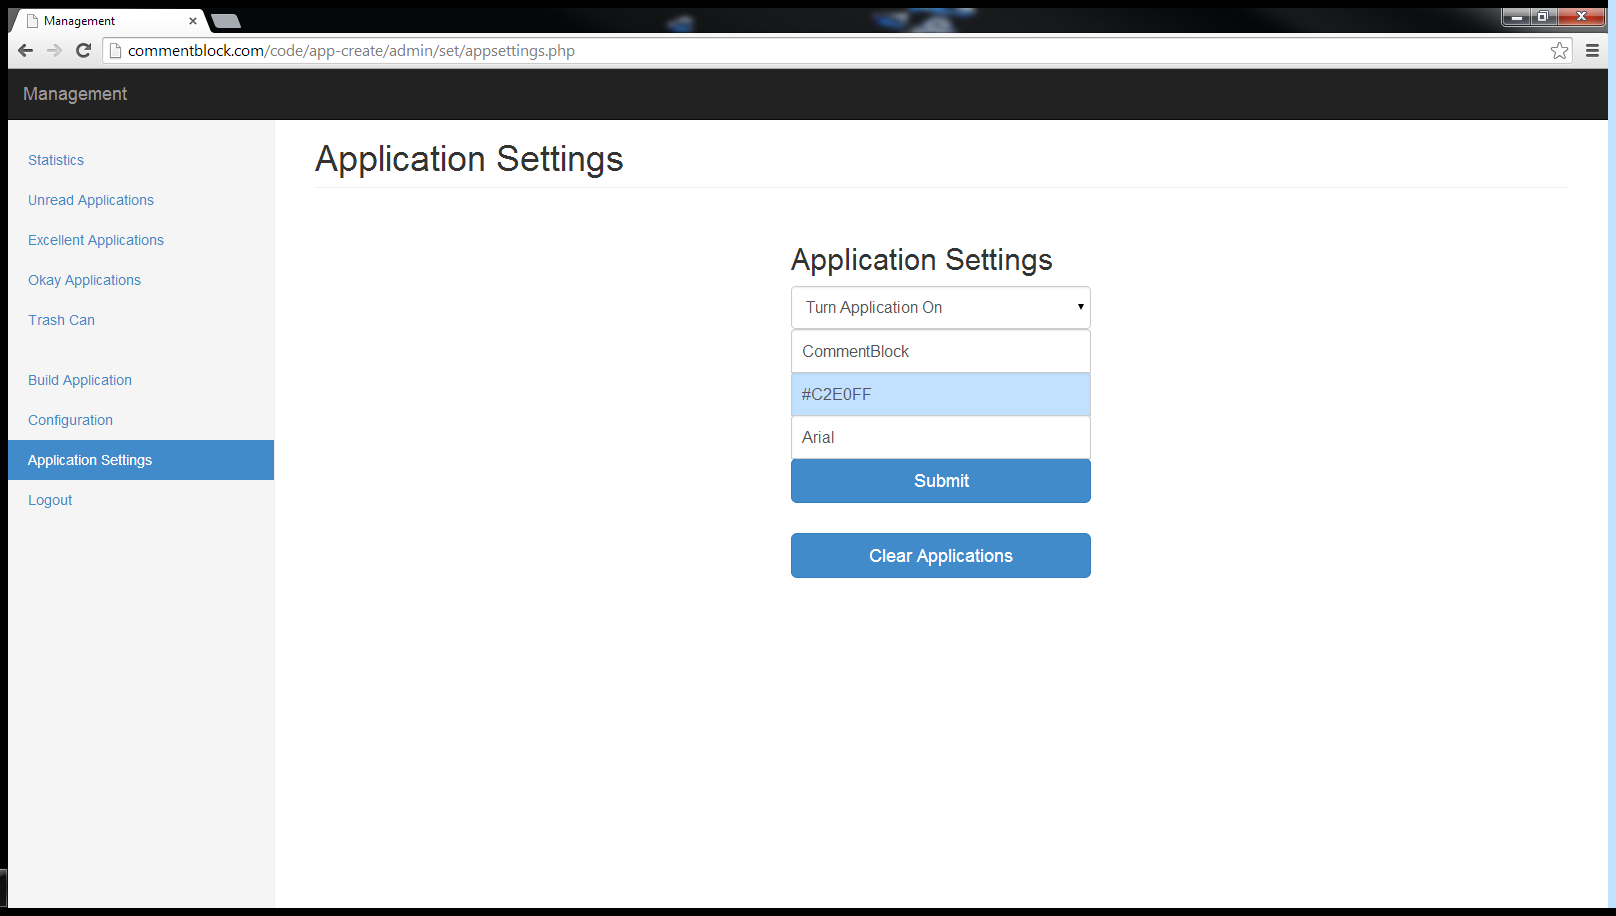 Management
commentblock.com/code/app-create/admin/set/appsettings.php
Management
Statistics
Unread Applications
Excellent Applications
Okay Applications
Trash Can
Build Application
Configuration
Application Settings
Logout
Application Settings
Application Settings
Turn Application On
CommentBlock
#C2E0FF
Arial
Submit
Clear Applications